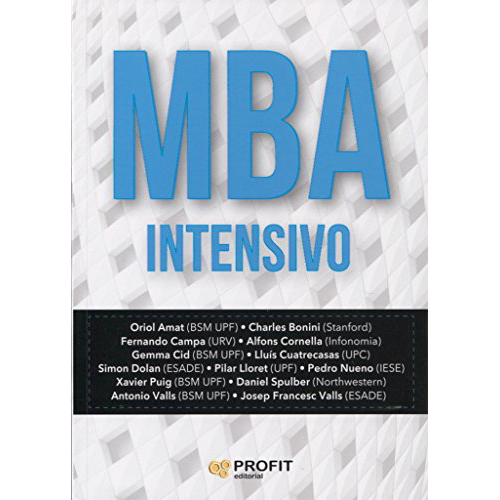 MBA
INTENSIVO
Oriol Amat (BSM UPF) • Charles Bonini (Stanford)
Fernando Campa (URV) • Alfons Cornella (Infonomia)
Gemma Cid (BSM UPF) • Lluís Cuatrecasas (UPC)
Simon Dolan (ESADE) • Pilar Lloret (UPF) • Pedro Nueno (IESE)
Xavier Puig (BSM UPF) • Daniel Spulber (Northwestern)
Antonio Valls (BSM UPF) • Josep Francesc Valls (ESADE)
PROFIT
editorial